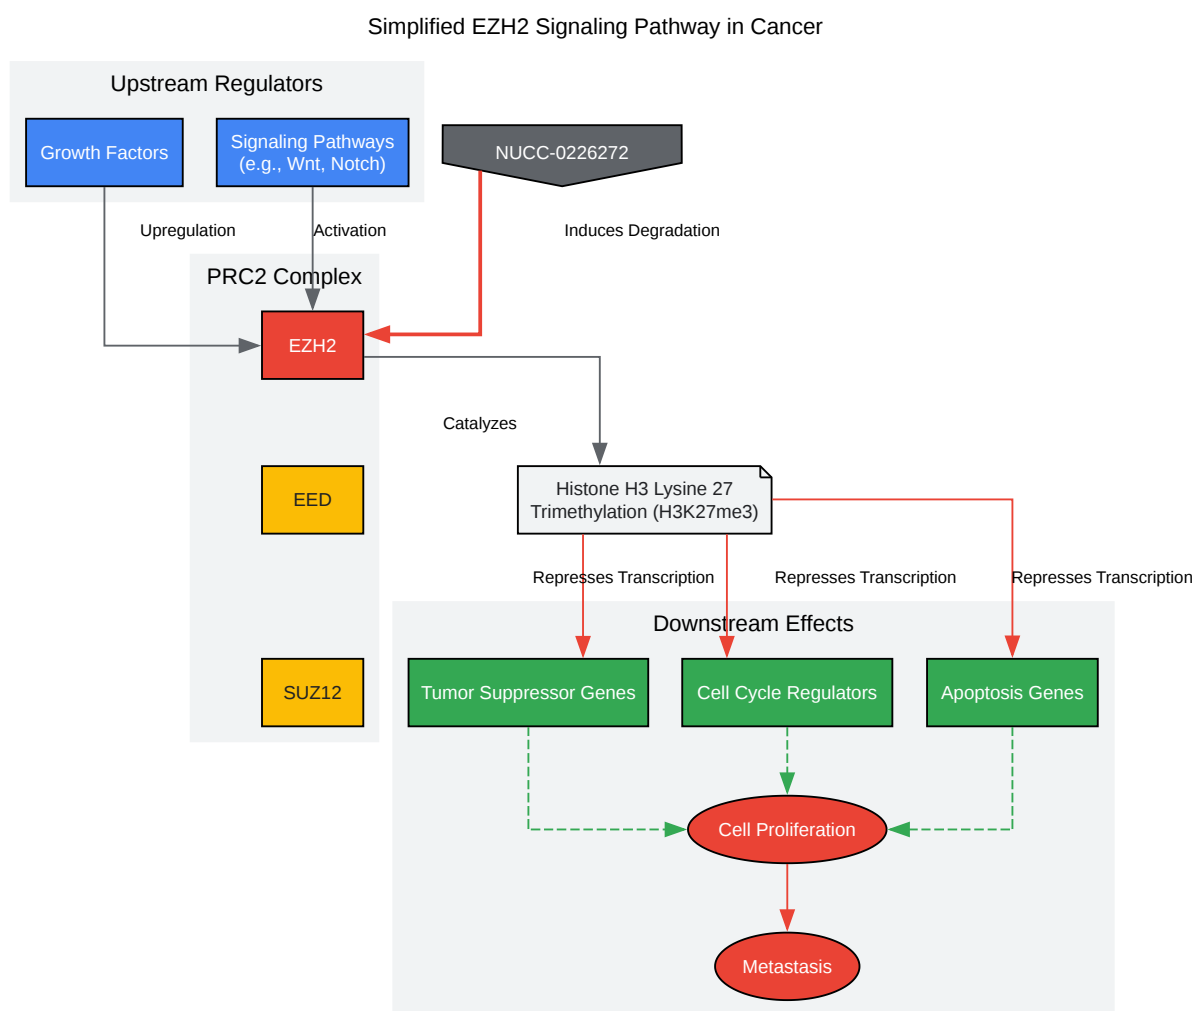 Simplified EZH2 Signaling Pathway in Cancer
Upstream Regulators
Growth Factors
Signaling Pathways
(e.g., Wnt, Notch)
NUCC-0226272
Upregulation
Activation
Induces Degradation
PRC2 Complex
EZH2
Catalyzes
EED
Histone H3 Lysine 27
Trimethylation (H3K27me3)
Represses Transcription
Represses Transcription
Represses Transcription
Downstream Effects
SUZ12
Tumor Suppressor Genes
Cell Cycle Regulators
Apoptosis Genes
Cell Proliferation
Metastasis